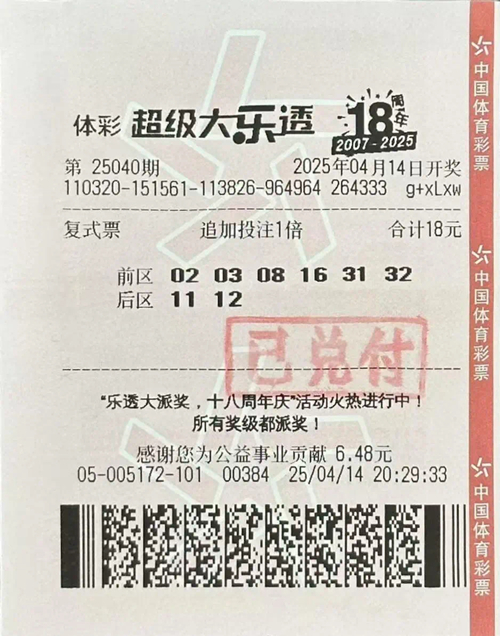 体彩 超级大乐透 18周年 2007-2025
第 25040期 2025年04月14日开奖
110320-151561-113826-964964 264333 g+xLxw
复式票 追加投注1倍 合计18元
前区 02 03 08 16 31 32
后区 11 12
已兑付
“乐透大派奖，十八周年庆”活动火热进行中！
所有奖级都派奖！
感谢您为公益事业贡献 6.48元
05-005172-101 00384 25/04/14 20:29:33
中国体育彩票
中国体育彩票
中国体育彩票